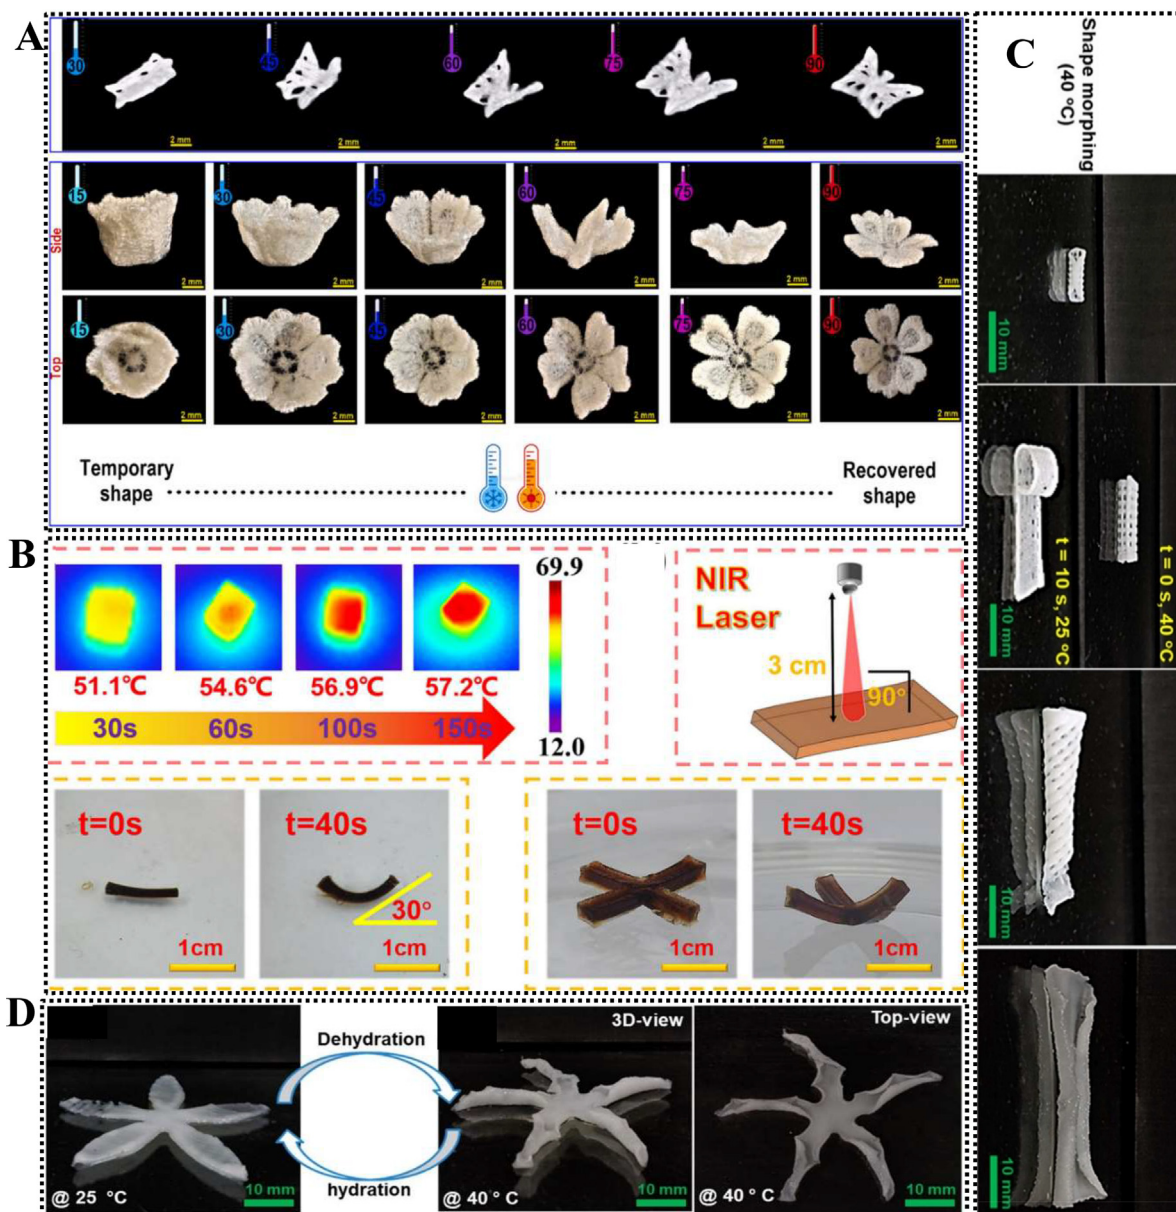 A
30
45
60
75
90
2 mm
2 mm
2 mm
2 mm
2 mm
Side
15
30
45
60
75
90
2 mm
2 mm
2 mm
2 mm
2 mm
2 mm
Top
15
30
45
60
75
90
2 mm
2 mm
2 mm
2 mm
2 mm
2 mm
Temporary
shape
Recovered
shape
B
51.1℃
54.6℃
56.9℃
57.2℃
30s
60s
100s
150s
69.9
12.0
NIR
Laser
3 cm
90°
t=0s
1cm
t=40s
30°
1cm
t=0s
1cm
t=40s
1cm
C
Shape morphing
(40 °C)
10 mm
t = 0 s, 40 °C
t = 10 s, 25 °C
10 mm
10 mm
10 mm
D
@ 25 °C
10 mm
Dehydration
hydration
3D-view
@ 40 ° C
10 mm
Top-view
@ 40 ° C
10 mm